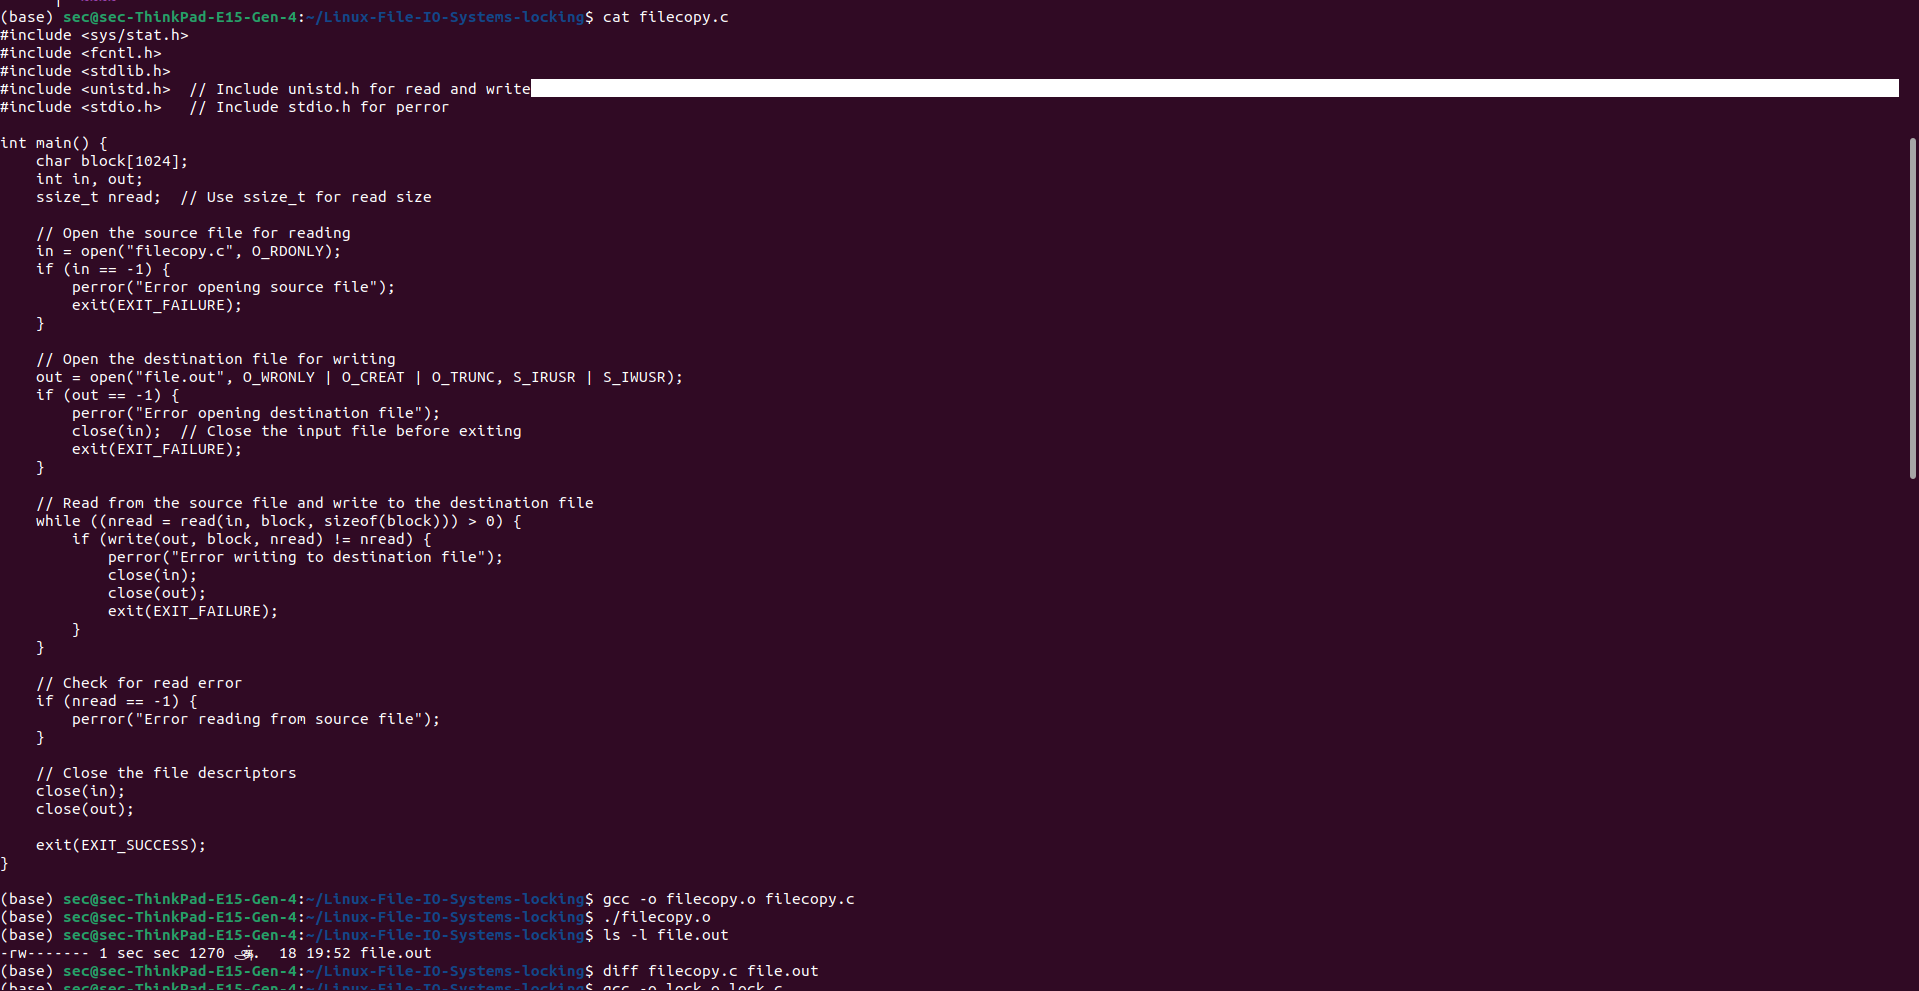 (base) sec@sec-ThinkPad-E15-Gen-4:~/Linux-File-IO-Systems-locking$ cat filecopy.c
#include <sys/stat.h>
#include <fcntl.h>
#include <stdlib.h>
#include <unistd.h>  // Include unistd.h for read and write
#include <stdio.h>   // Include stdio.h for perror

int main() {
    char block[1024];
    int in, out;
    ssize_t nread;  // Use ssize_t for read size

    // Open the source file for reading
    in = open("filecopy.c", O_RDONLY);
    if (in == -1) {
        perror("Error opening source file");
        exit(EXIT_FAILURE);
    }

    // Open the destination file for writing
    out = open("file.out", O_WRONLY | O_CREAT | O_TRUNC, S_IRUSR | S_IWUSR);
    if (out == -1) {
        perror("Error opening destination file");
        close(in);  // Close the input file before exiting
        exit(EXIT_FAILURE);
    }

    // Read from the source file and write to the destination file
    while ((nread = read(in, block, sizeof(block))) > 0) {
        if (write(out, block, nread) != nread) {
            perror("Error writing to destination file");
            close(in);
            close(out);
            exit(EXIT_FAILURE);
        }
    }

    // Check for read error
    if (nread == -1) {
        perror("Error reading from source file");
    }

    // Close the file descriptors
    close(in);
    close(out);

    exit(EXIT_SUCCESS);
}

(base) sec@sec-ThinkPad-E15-Gen-4:~/Linux-File-IO-Systems-locking$ gcc -o filecopy.o filecopy.c
(base) sec@sec-ThinkPad-E15-Gen-4:~/Linux-File-IO-Systems-locking$ ./filecopy.o
(base) sec@sec-ThinkPad-E15-Gen-4:~/Linux-File-IO-Systems-locking$ ls -l file.out
-rw------- 1 sec sec 1270 18 19:52 file.out
(base) sec@sec-ThinkPad-E15-Gen-4:~/Linux-File-IO-Systems-locking$ diff filecopy.c file.out
(base) sec@sec-ThinkPad-E15-Gen-4:~/Linux-File-IO-Systems-locking$ gcc -o lock.o lock.c